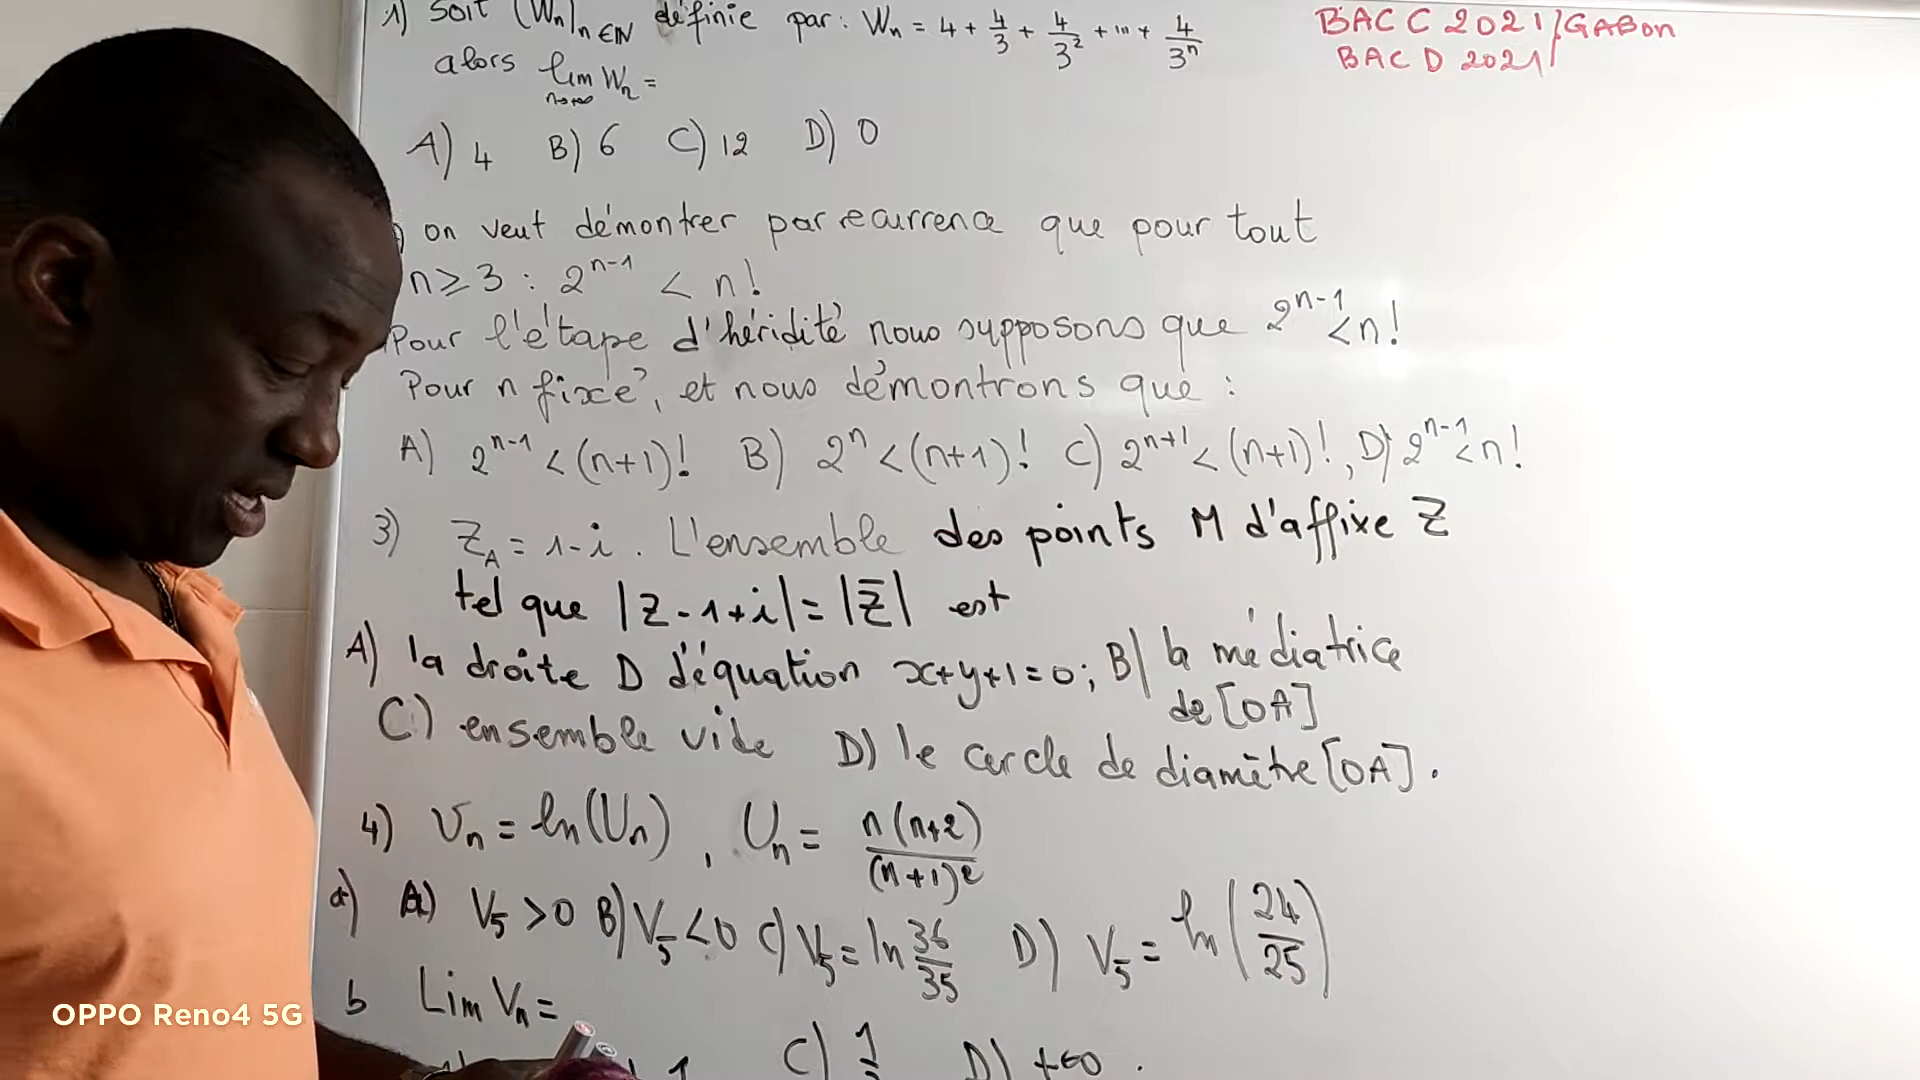 1) Soit (Wn)n∈IN définie par : Wn = 4 + 4/3 + 4/3² + ... + 4/3ⁿ
BAC C 2021 / GABON
BAC D 2021 /
alors lim Wn =
n→+∞
A) 4 B) 6 C) 12 D) 0
) on veut démontrer par recurrence que pour tout
n ≥ 3 : 2ⁿ⁻¹ < n!
Pour l'étape d'héridité nous supposons que 2ⁿ⁻¹ < n!
Pour n fixé, et nous démontrons que :
A) 2ⁿ⁻¹ < (n+1)! B) 2ⁿ < (n+1)! C) 2ⁿ⁺¹ < (n+1)! , D) 2ⁿ⁻¹ < n!
3) Z_A = 1-i . L'ensemble des points M d'affixe Z
tel que |Z-1+i| = |Z̄| est
A) la droite D d'équation x+y+1=0 ; B) la médiatrice
de [OA]
C) ensemble vide D) le cercle de diamètre [OA] .
4) Vn = ln(Un) , Un = n(n+2)/(n+1)²
a) A) V₅ > 0 B) V₅ < 0 C) V₅ = ln 36/35 D) V₅ = ln(24/25)
b Lim Vn =
1 C) D) +∞ .
OPPO Reno4 5G